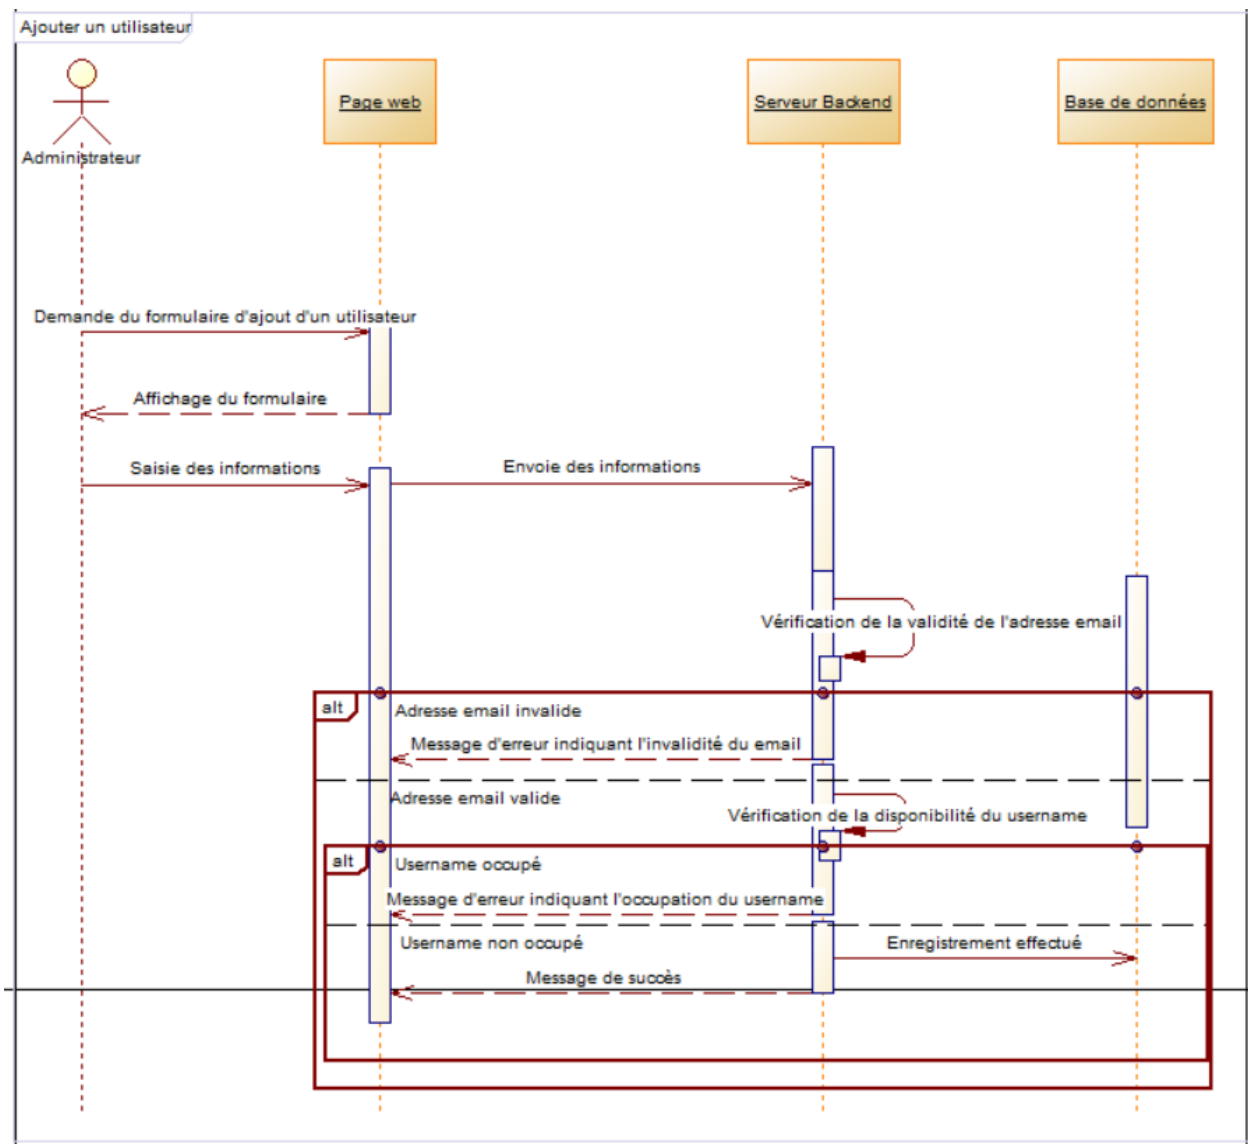 Ajouter un utilisateur
Page web
Serveur Backend
Base de données
Administrateur
Demande du formulaire d'ajout d'un utilisateur
Affichage du formulaire
Saisie des informations
Envoie des informations
Vérification de la validité de l'adresse email
alt
Adresse email invalide
Message d'erreur indiquant l'invalidité du email
Adresse email valide
Vérification de la disponibilité du username
alt
Username occupé
Message d'erreur indiquant l'occupation du username
Username non occupé
Enregistrement effectué
Message de succès